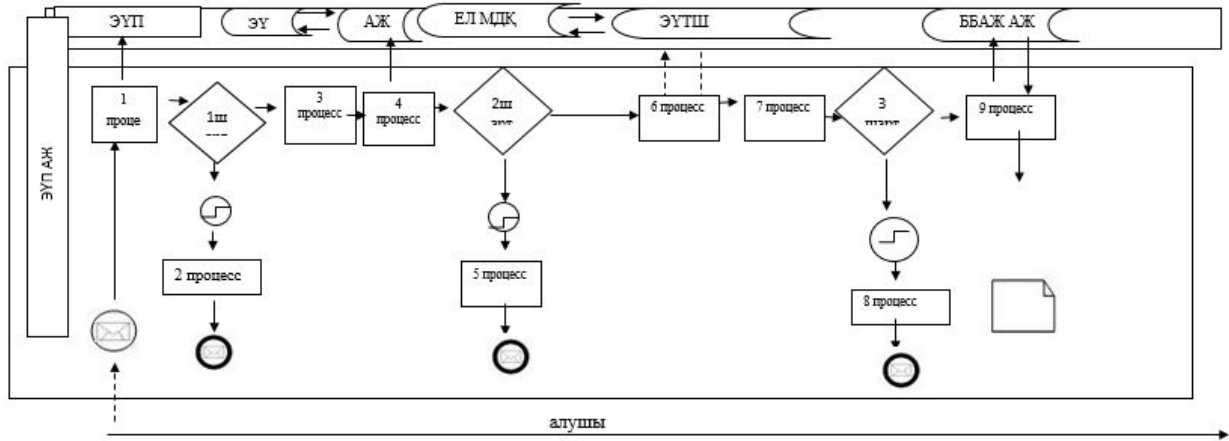 ЭҮП
ЭҮ
АЖ
ЕЛ МДҚ
ЭҮТШ
ББАЖ АЖ
ЭҮП АЖ
1
проце
1ш
3
процесс
4
процесс
2ш
6 процесс
7 процесс
3
9 процесс
2 процесс
5 процесс
8 процесс
алушы